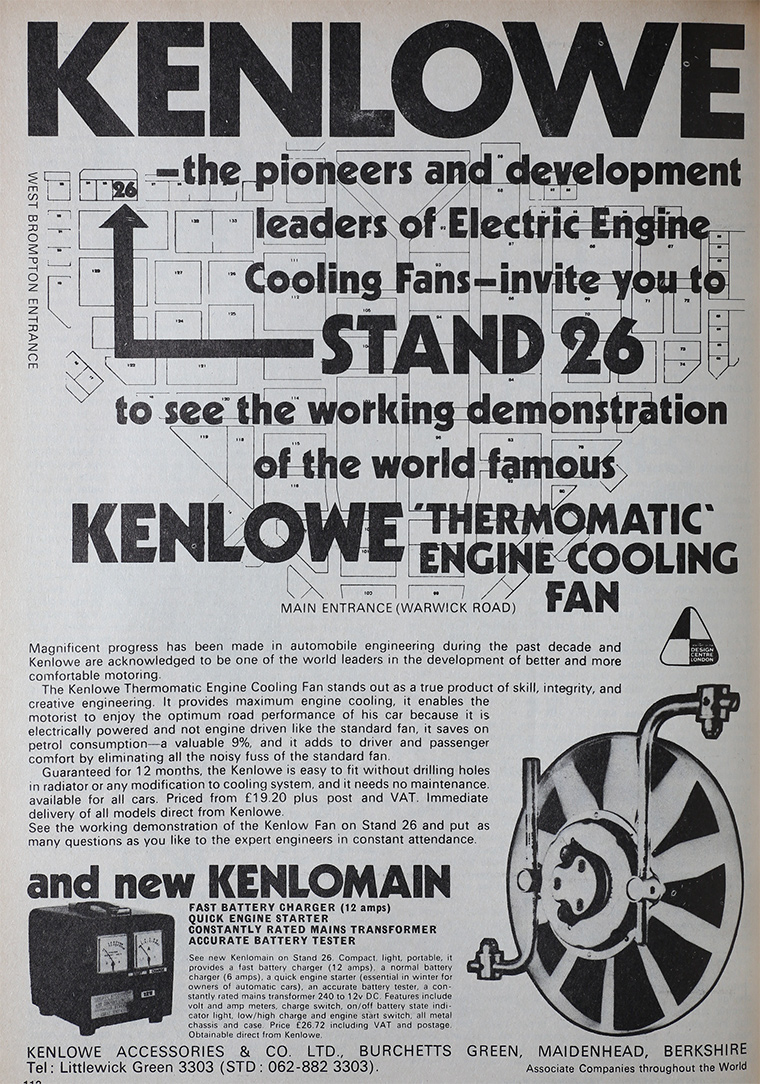 KENLOWE
–the pioneers and development
leaders of Electric Engine
Cooling Fans–invite you to
STAND 26
to see the working demonstration
of the world famous
KENLOWE 'THERMOMATIC'
ENGINE COOLING
FAN
26
WEST BROMPTON ENTRANCE
MAIN ENTRANCE (WARWICK ROAD)
DESIGN
CENTRE
LONDON
Magnificent progress has been made in automobile engineering during the past decade and
Kenlowe are acknowledged to be one of the world leaders in the development of better and more
comfortable motoring.
The Kenlowe Thermomatic Engine Cooling Fan stands out as a true product of skill, integrity, and
creative engineering. It provides maximum engine cooling, it enables the
motorist to enjoy the optimum road performance of his car because it is
electrically powered and not engine driven like the standard fan, it saves on
petrol consumption—a valuable 9%, and it adds to driver and passenger
comfort by eliminating all the noisy fuss of the standard fan.
Guaranteed for 12 months, the Kenlowe is easy to fit without drilling holes
in radiator or any modification to cooling system, and it needs no maintenance.
available for all cars. Priced from £19.20 plus post and VAT. Immediate
delivery of all models direct from Kenlowe.
See the working demonstration of the Kenlow Fan on Stand 26 and put as
many questions as you like to the expert engineers in constant attendance.
and new KENLOMAIN
FAST BATTERY CHARGER (12 amps)
QUICK ENGINE STARTER
CONSTANTLY RATED MAINS TRANSFORMER
ACCURATE BATTERY TESTER
See new Kenlomain on Stand 26. Compact, light, portable, it
provides a fast battery charger (12 amps), a normal battery
charger (6 amps), a quick engine starter (essential in winter for
owners of automatic cars), an accurate battery tester, a con-
stantly rated mains transformer 240 to 12v DC. Features include
volt and amp meters, charge switch, on/off battery state indi-
cator light, low/high charge and engine start switch, all metal
chassis and case. Price £26.72 including VAT and postage.
Obtainable direct from Kenlowe.
KENLOWE ACCESSORIES & CO. LTD., BURCHETTS GREEN, MAIDENHEAD, BERKSHIRE
Tel: Littlewick Green 3303 (STD: 062-882 3303).
Associate Companies throughout the World